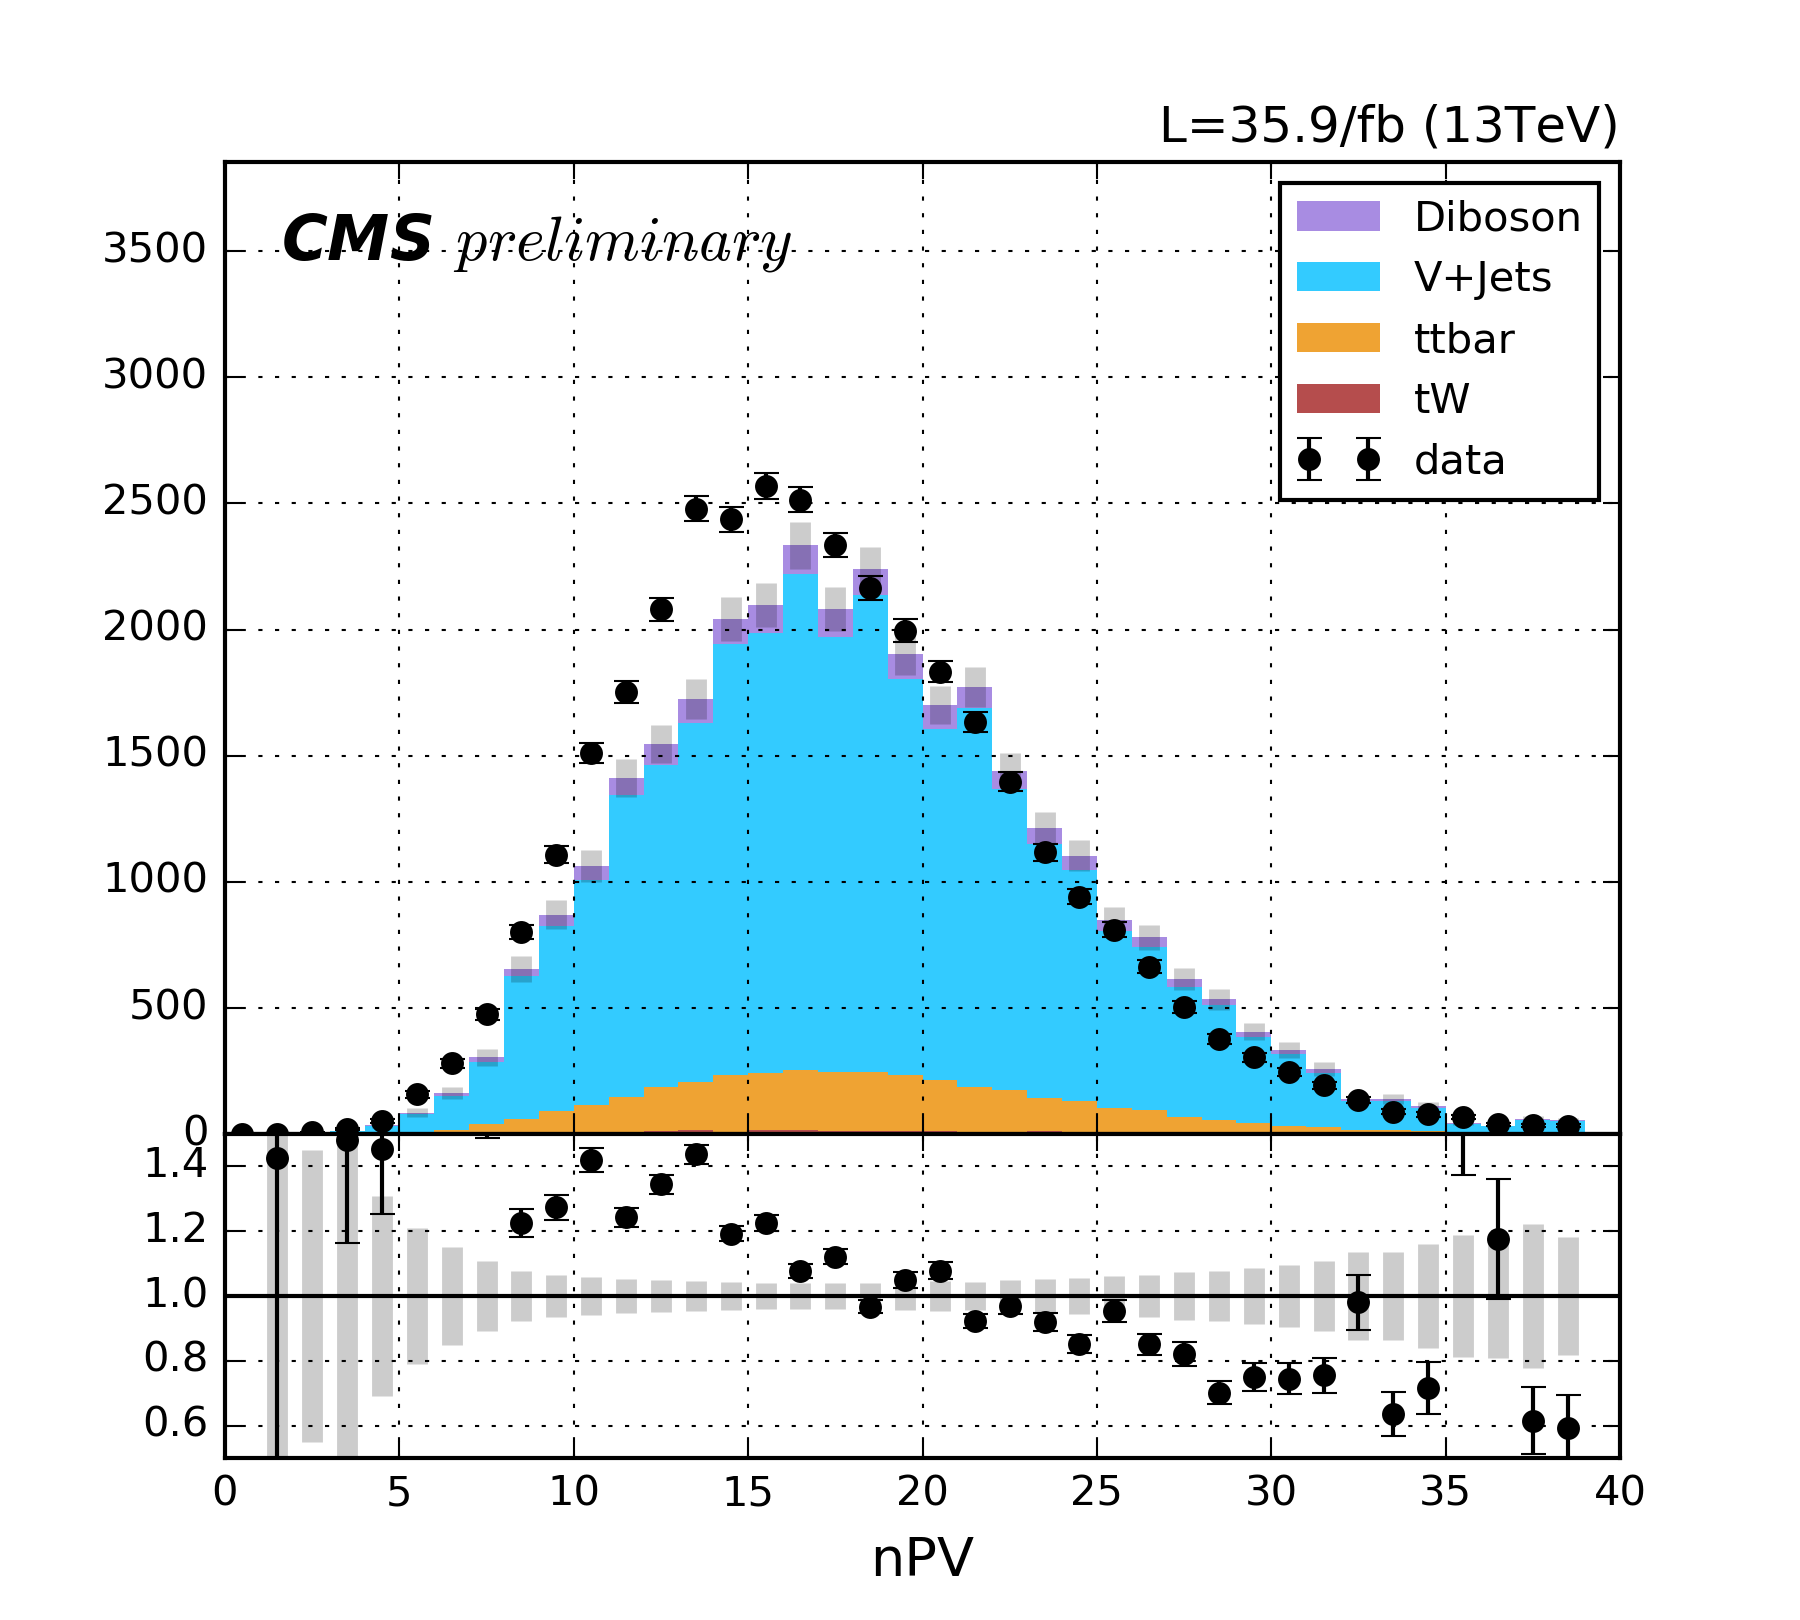 L=35.9/fb (13TeV)
CMS preliminary
Diboson
V+Jets
ttbar
tW
data
3500
3000
2500
2000
1500
1000
500
0
1.4
1.2
1.0
0.8
0.6
0 5 10 15 20 25 30 35 40
nPV